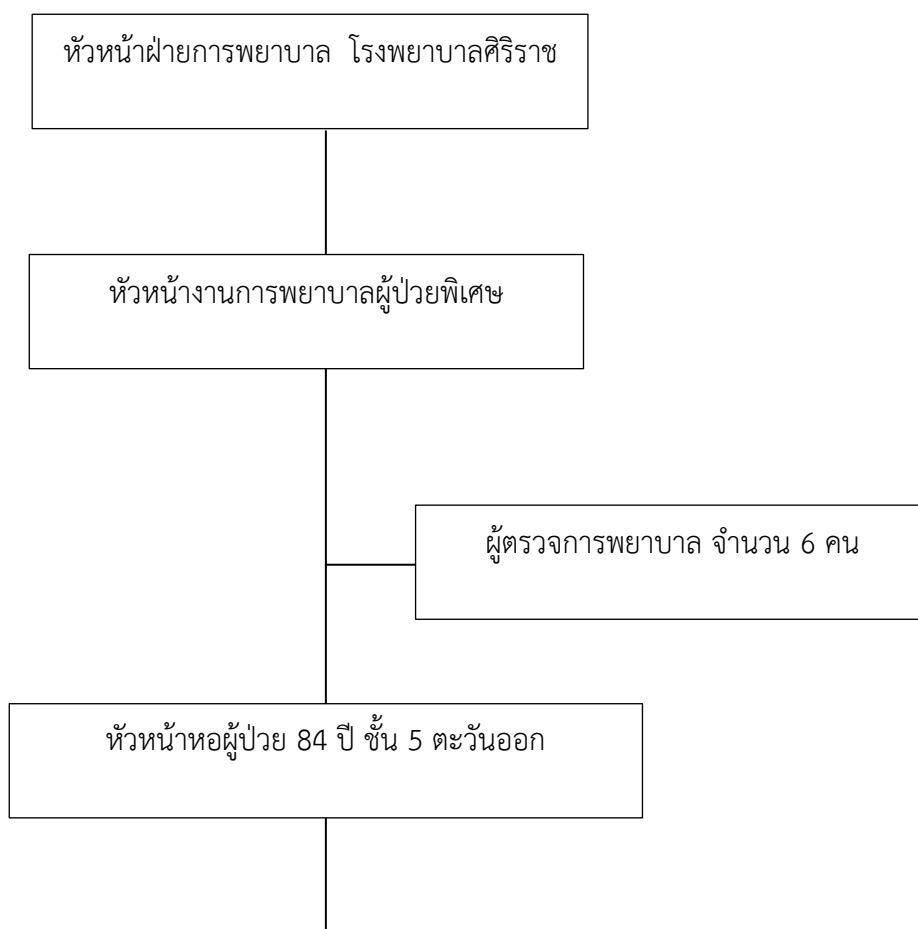 หัวหน้าฝ่ายการพยาบาล โรงพยาบาลศิริราช
หัวหน้างานการพยาบาลผู้ป่วยพิเศษ
ผู้ตรวจการพยาบาล จำนวน 6 คน
หัวหน้าหอผู้ป่วย 84 ปี ชั้น 5 ตะวันออก